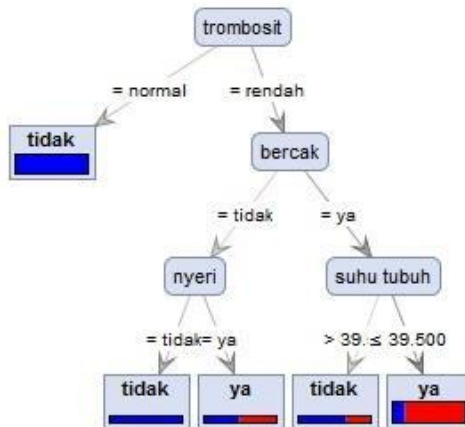 trombosit
= normal
= rendah
tidak
bercak
= tidak
= ya
nyeri
suhu tubuh
= tidak
= ya
> 39.
≤ 39.500
tidak
ya
tidak
ya